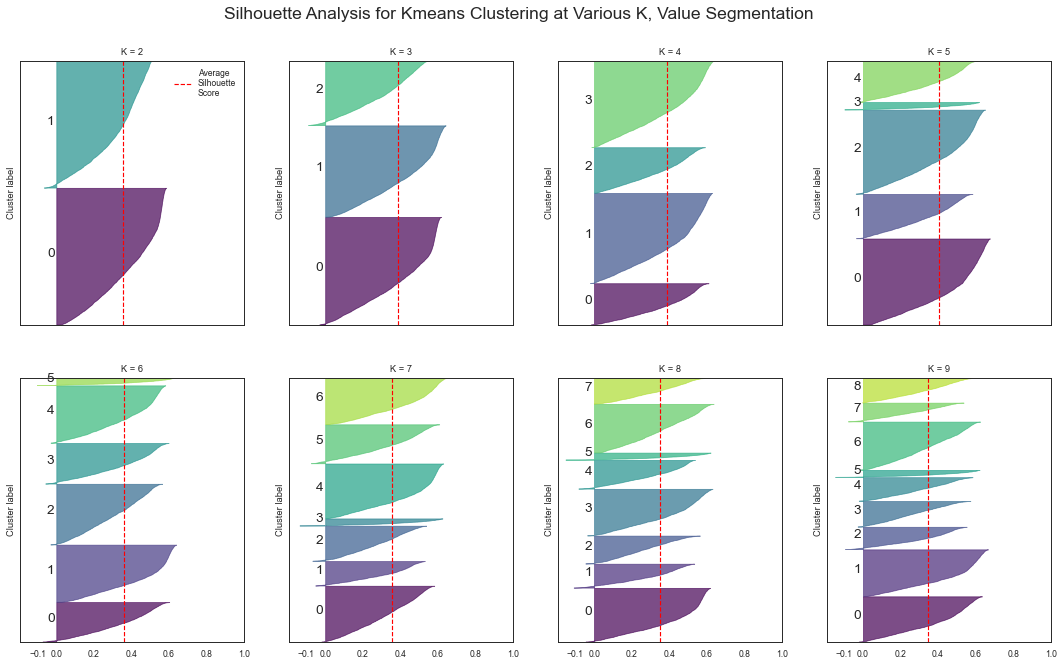 Silhouette Analysis for Kmeans Clustering at Various K, Value Segmentation
K = 2
K = 3
K = 4
K = 5
Average
Silhouette
Score
Cluster label
1
0
Cluster label
2
1
0
Cluster label
3
2
1
0
Cluster label
4
3
2
1
0
K = 6
K = 7
K = 8
K = 9
Cluster label
5
4
3
2
1
0
−0.1 0.0 0.2 0.4 0.6 0.8 1.0
Cluster label
6
5
4
3
2
1
0
−0.1 0.0 0.2 0.4 0.6 0.8 1.0
Cluster label
7
6
5
4
3
2
1
0
−0.1 0.0 0.2 0.4 0.6 0.8 1.0
Cluster label
8
7
6
5
4
3
2
1
0
−0.1 0.0 0.2 0.4 0.6 0.8 1.0